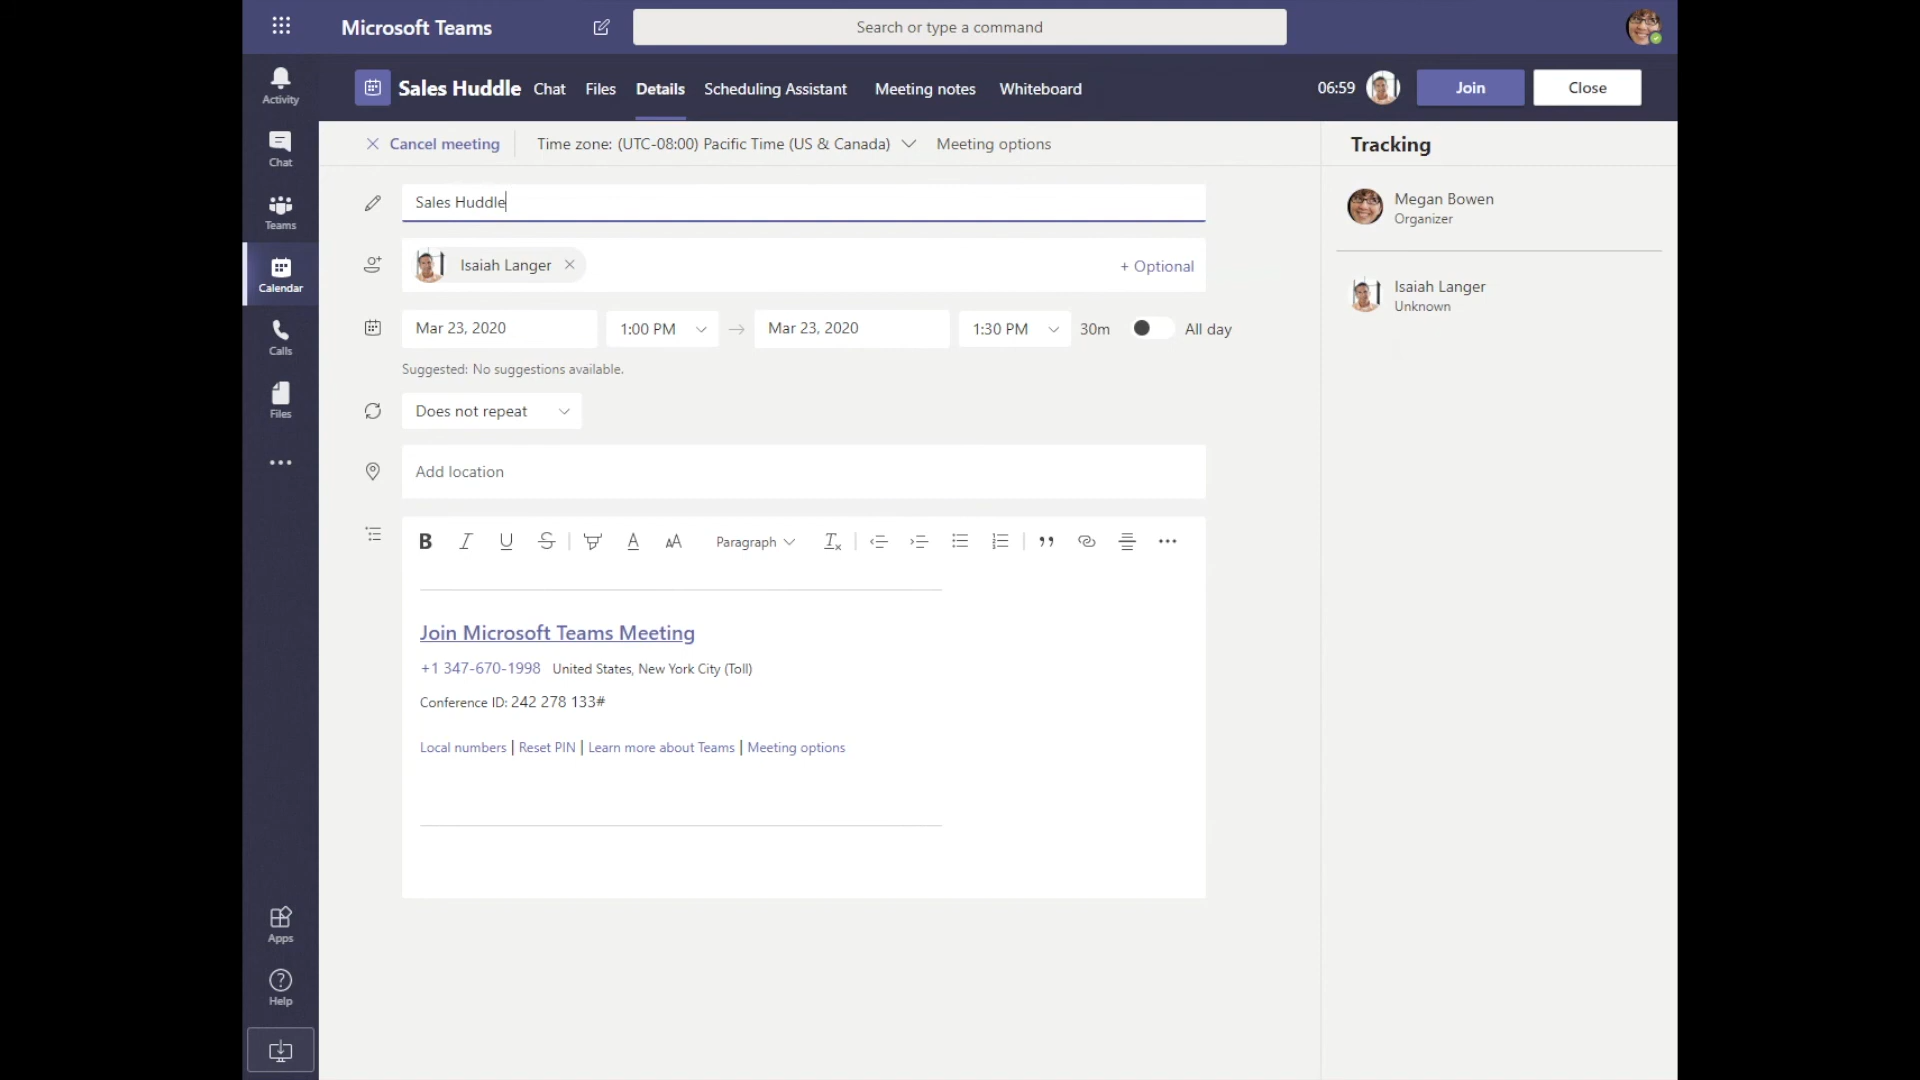 Microsoft Teams
Search or type a command
Activity
Chat
Teams
Calendar
Calls
Files
Apps
Help
Sales Huddle Chat Files Details Scheduling Assistant Meeting notes Whiteboard 06:59 Join Close
Cancel meeting Time zone: (UTC-08:00) Pacific Time (US & Canada) Meeting options
Sales Huddle
Isaiah Langer + Optional
Mar 23, 2020 1:00 PM Mar 23, 2020 1:30 PM 30m All day
Suggested: No suggestions available.
Does not repeat
Add location
B I U S A AA Paragraph Tx
Join Microsoft Teams Meeting
+1 347-670-1998 United States, New York City (Toll)
Conference ID: 242 278 133#
Local numbers | Reset PIN | Learn more about Teams | Meeting options
Tracking
Megan Bowen
Organizer
Isaiah Langer
Unknown